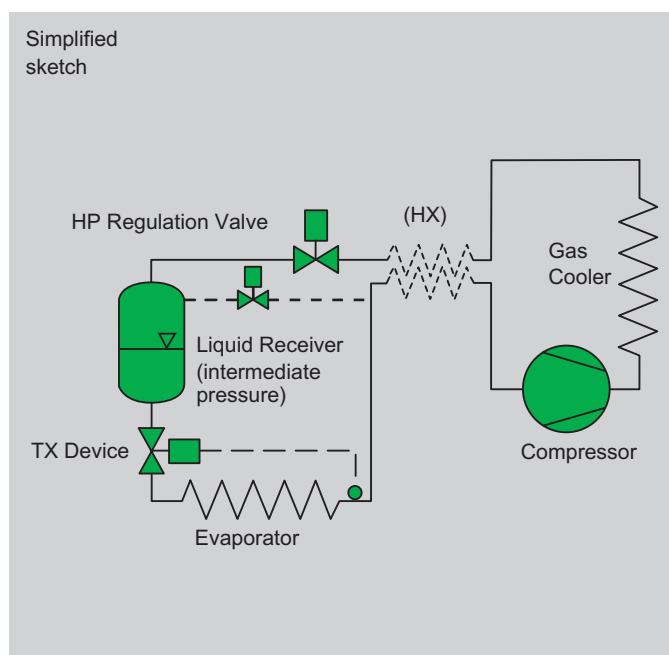 Simplified
sketch
HP Regulation Valve
(HX)
Gas
Cooler
Liquid Receiver
(intermediate
pressure)
TX Device
Compressor
Evaporator